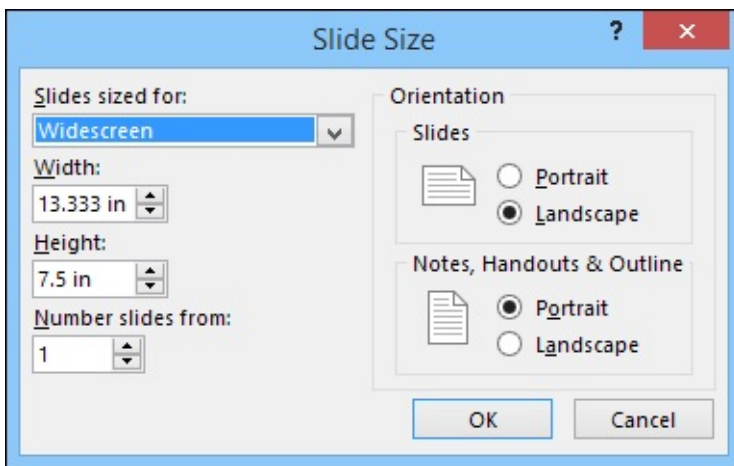 Slide Size
?
Slides sized for:
Widescreen
Width:
13.333 in
Height:
7.5 in
Number slides from:
1
Orientation
Slides
Portrait
Landscape
Notes, Handouts & Outline
Portrait
Landscape
OK
Cancel